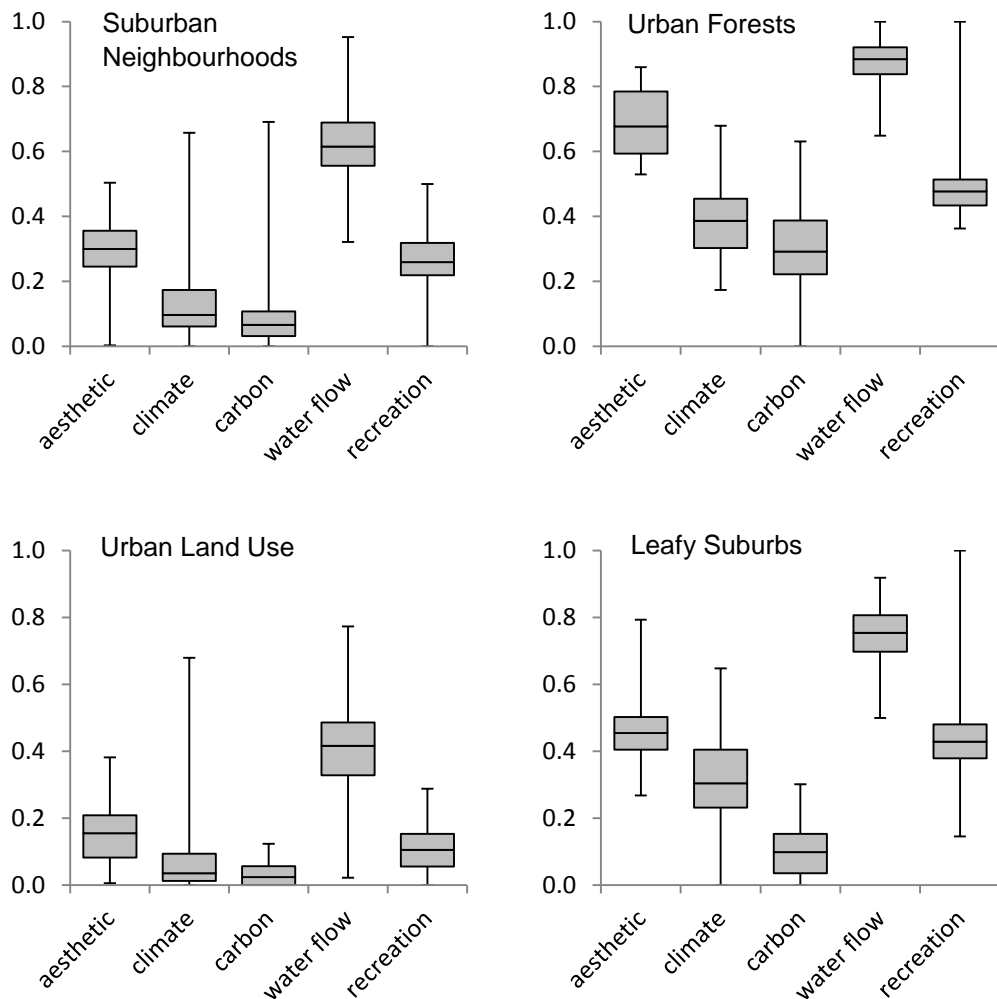 Suburban
Neighbourhoods
1.0
0.8
0.6
0.4
0.2
0.0
aesthetic
climate
carbon
water flow
recreation
Urban Forests
1.0
0.8
0.6
0.4
0.2
0.0
aesthetic
climate
carbon
water flow
recreation
Urban Land Use
1.0
0.8
0.6
0.4
0.2
0.0
aesthetic
climate
carbon
water flow
recreation
Leafy Suburbs
1.0
0.8
0.6
0.4
0.2
0.0
aesthetic
climate
carbon
water flow
recreation